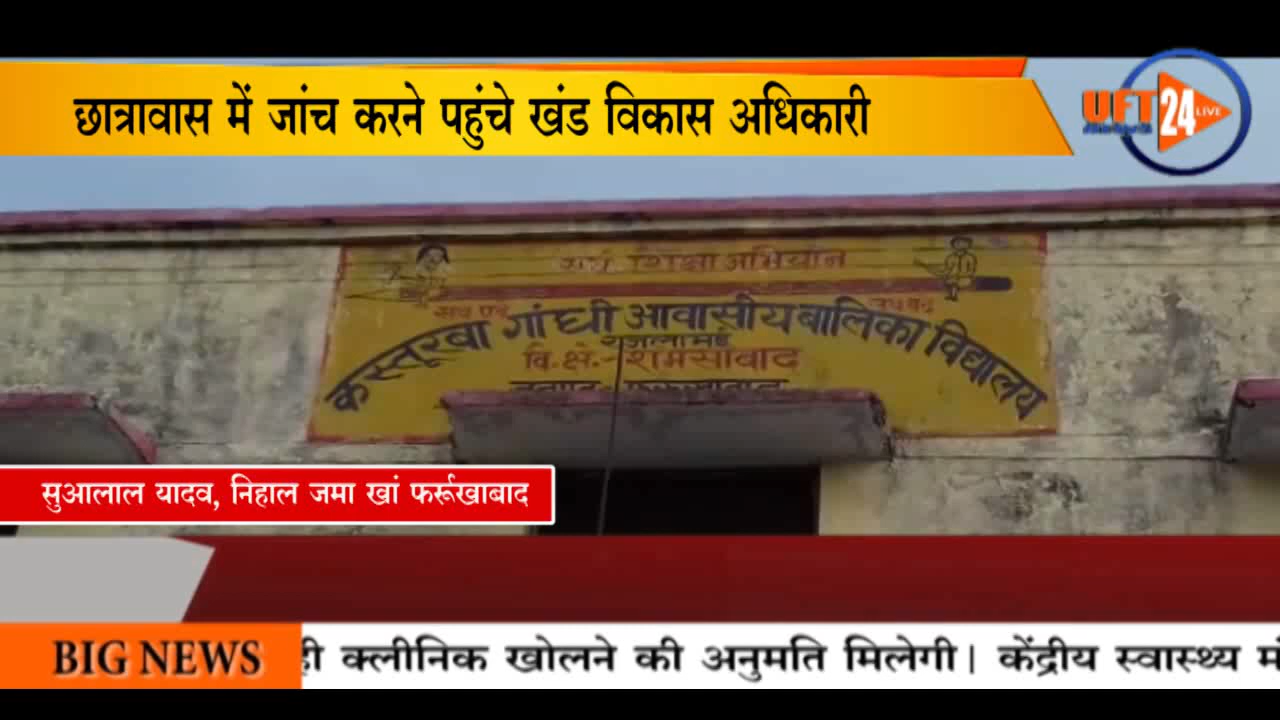 छात्रावास में जांच करने पहुंचे खंड विकास अधिकारी
UFT 24 LIVE
शिक्षा अभियान
कस्तूरबा गांधी आवासीय बालिका विद्यालय
वि.क्षे.- शमसाबाद
सुआलाल यादव, निहाल जमा खां फर्रूखाबाद
BIG NEWS
ही क्लीनिक खोलने की अनुमति मिलेगी। केंद्रीय स्वास्थ्य